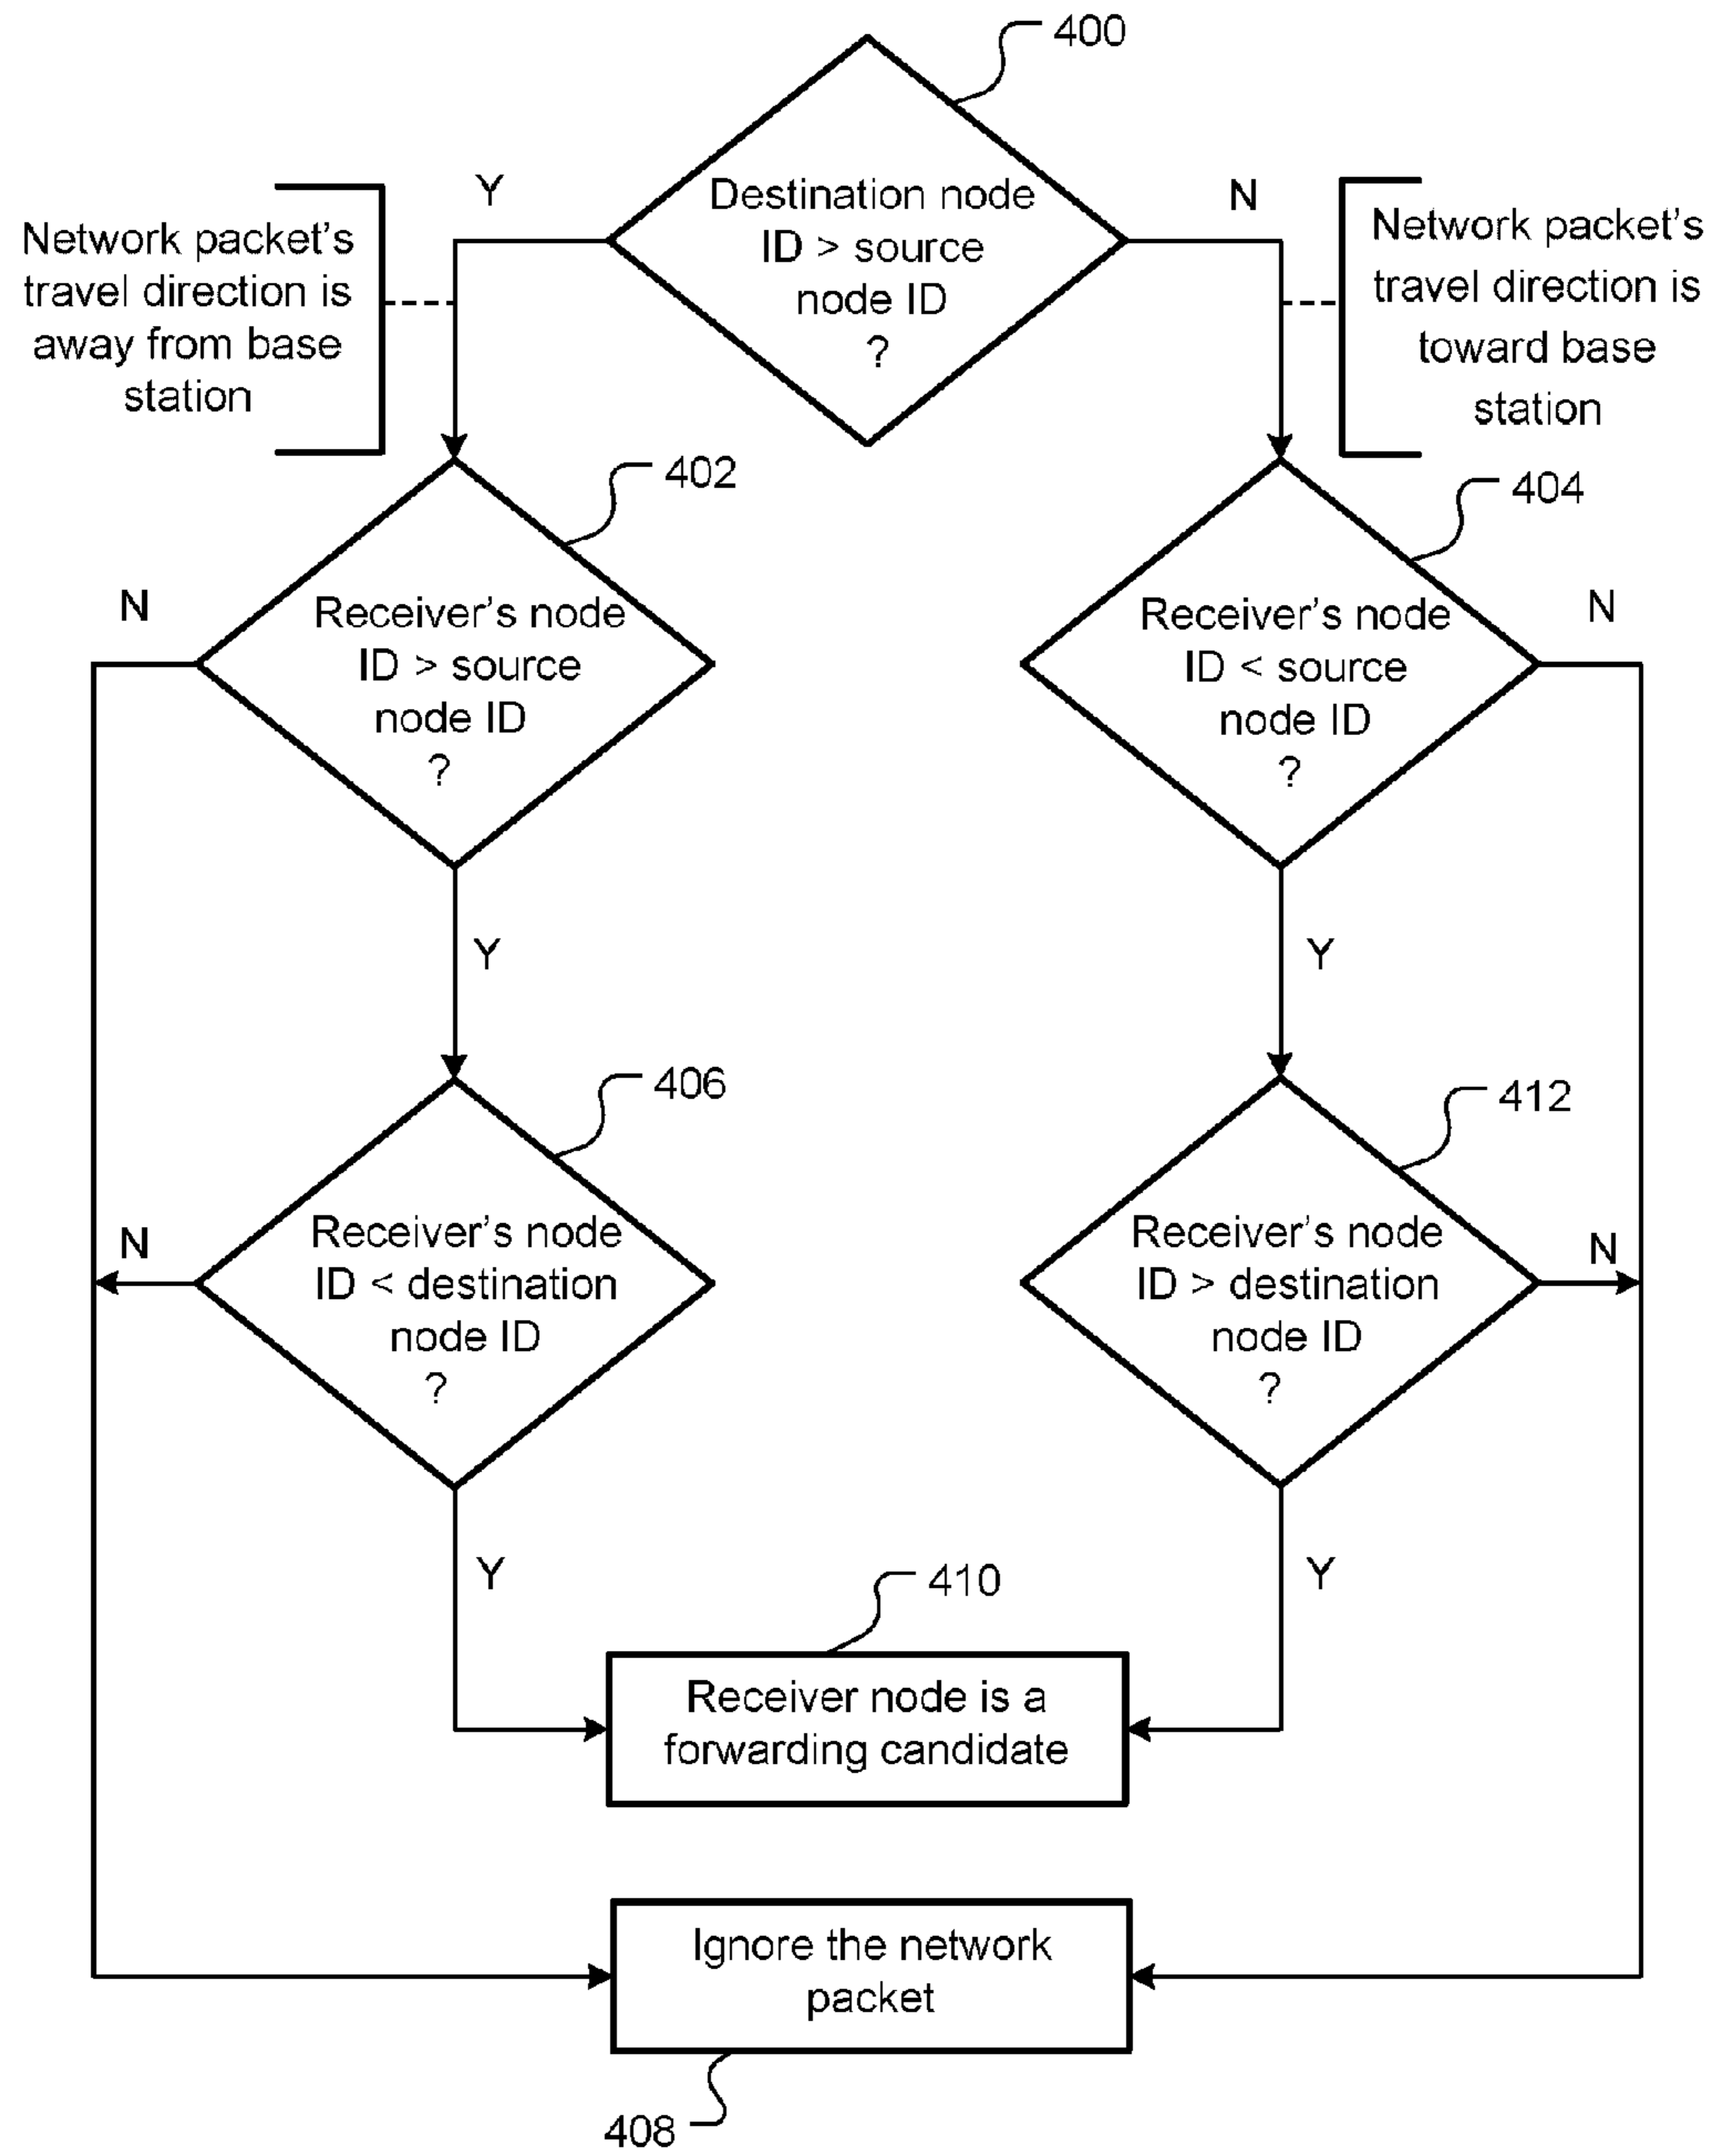 400
Y
Destination node
ID > source
node ID
?
N
Network packet's
travel direction is
away from base
station
Network packet's
travel direction is
toward base
station
402
N
Receiver's node
ID > source
node ID
?
Y
404
Receiver's node
ID < source
node ID
?
N
Y
406
N
Receiver's node
ID < destination
node ID
?
Y
412
Receiver's node
ID > destination
node ID
?
N
Y
410
Receiver node is a
forwarding candidate
Ignore the network
packet
408